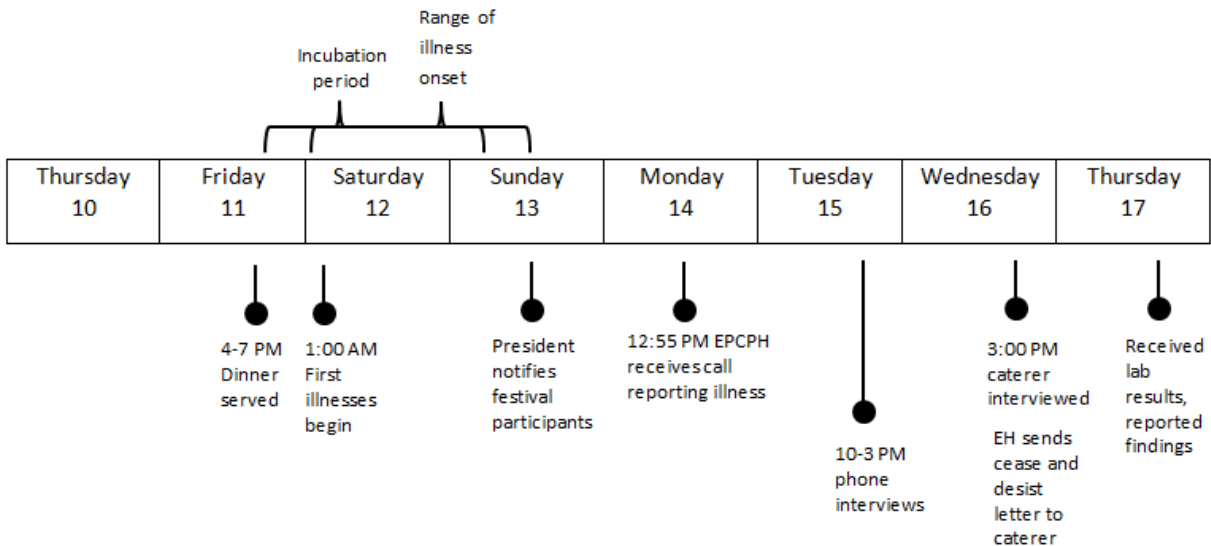 Range of
illness
onset
Incubation
period
Thursday
10
Friday
11
Saturday
12
Sunday
13
Monday
14
Tuesday
15
Wednesday
16
Thursday
17
4-7 PM
Dinner
served
1:00 AM
First
illnesses
begin
President
notifies
festival
participants
12:55 PM EPCPH
receives call
reporting illness
10-3 PM
phone
interviews
3:00 PM
caterer
interviewed
EH sends
cease and
desist
letter to
caterer
Received
lab
results,
reported
findings